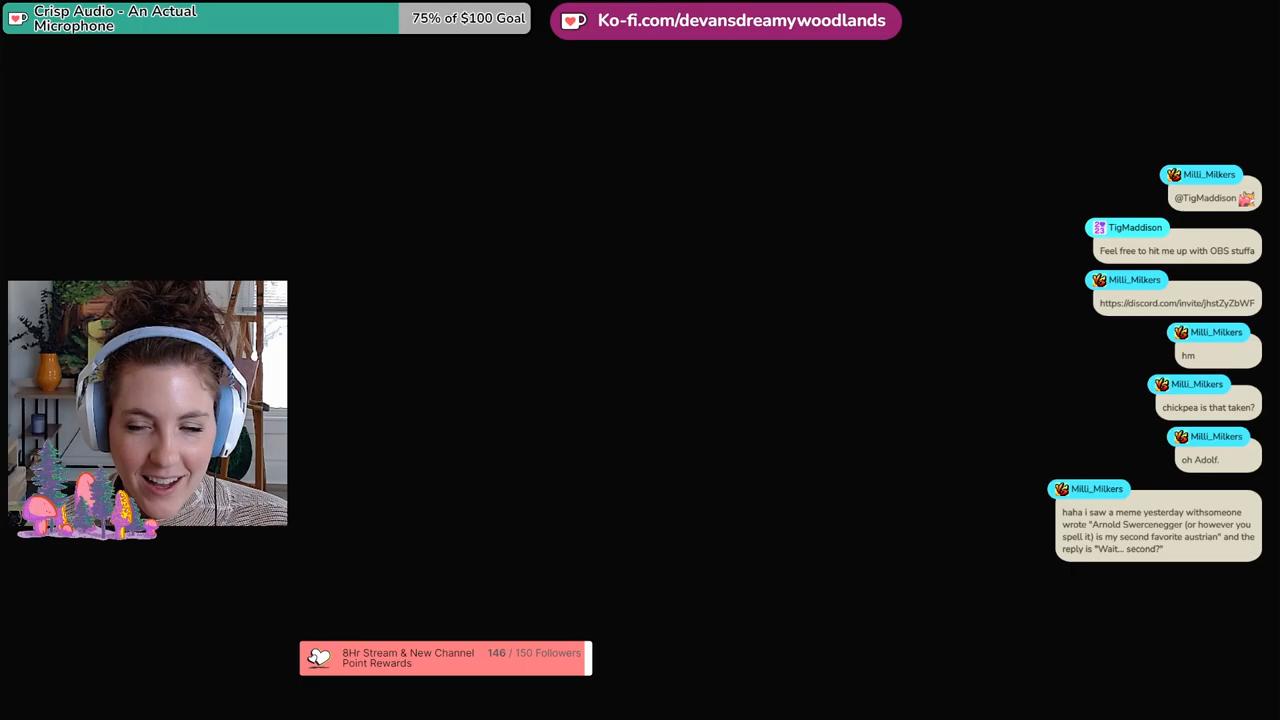 Crisp Audio - An Actual
Microphone
75% of $100 Goal
Ko-fi.com/devansdreamywoodlands
Milli_Milkers
@TigMaddison
TigMaddison
Feel free to hit me up with OBS stuffa
Milli_Milkers
https://discord.com/invite/jhstZyZbWF
Milli_Milkers
hm
Milli_Milkers
chickpea is that taken?
Milli_Milkers
oh Adolf.
Milli_Milkers
haha i saw a meme yesterday withsomeone
wrote "Arnold Swercenegger (or however you
spell it) is my second favorite austrian" and the
reply is "Wait... second?"
8Hr Stream & New Channel
Point Rewards
146 / 150 Followers